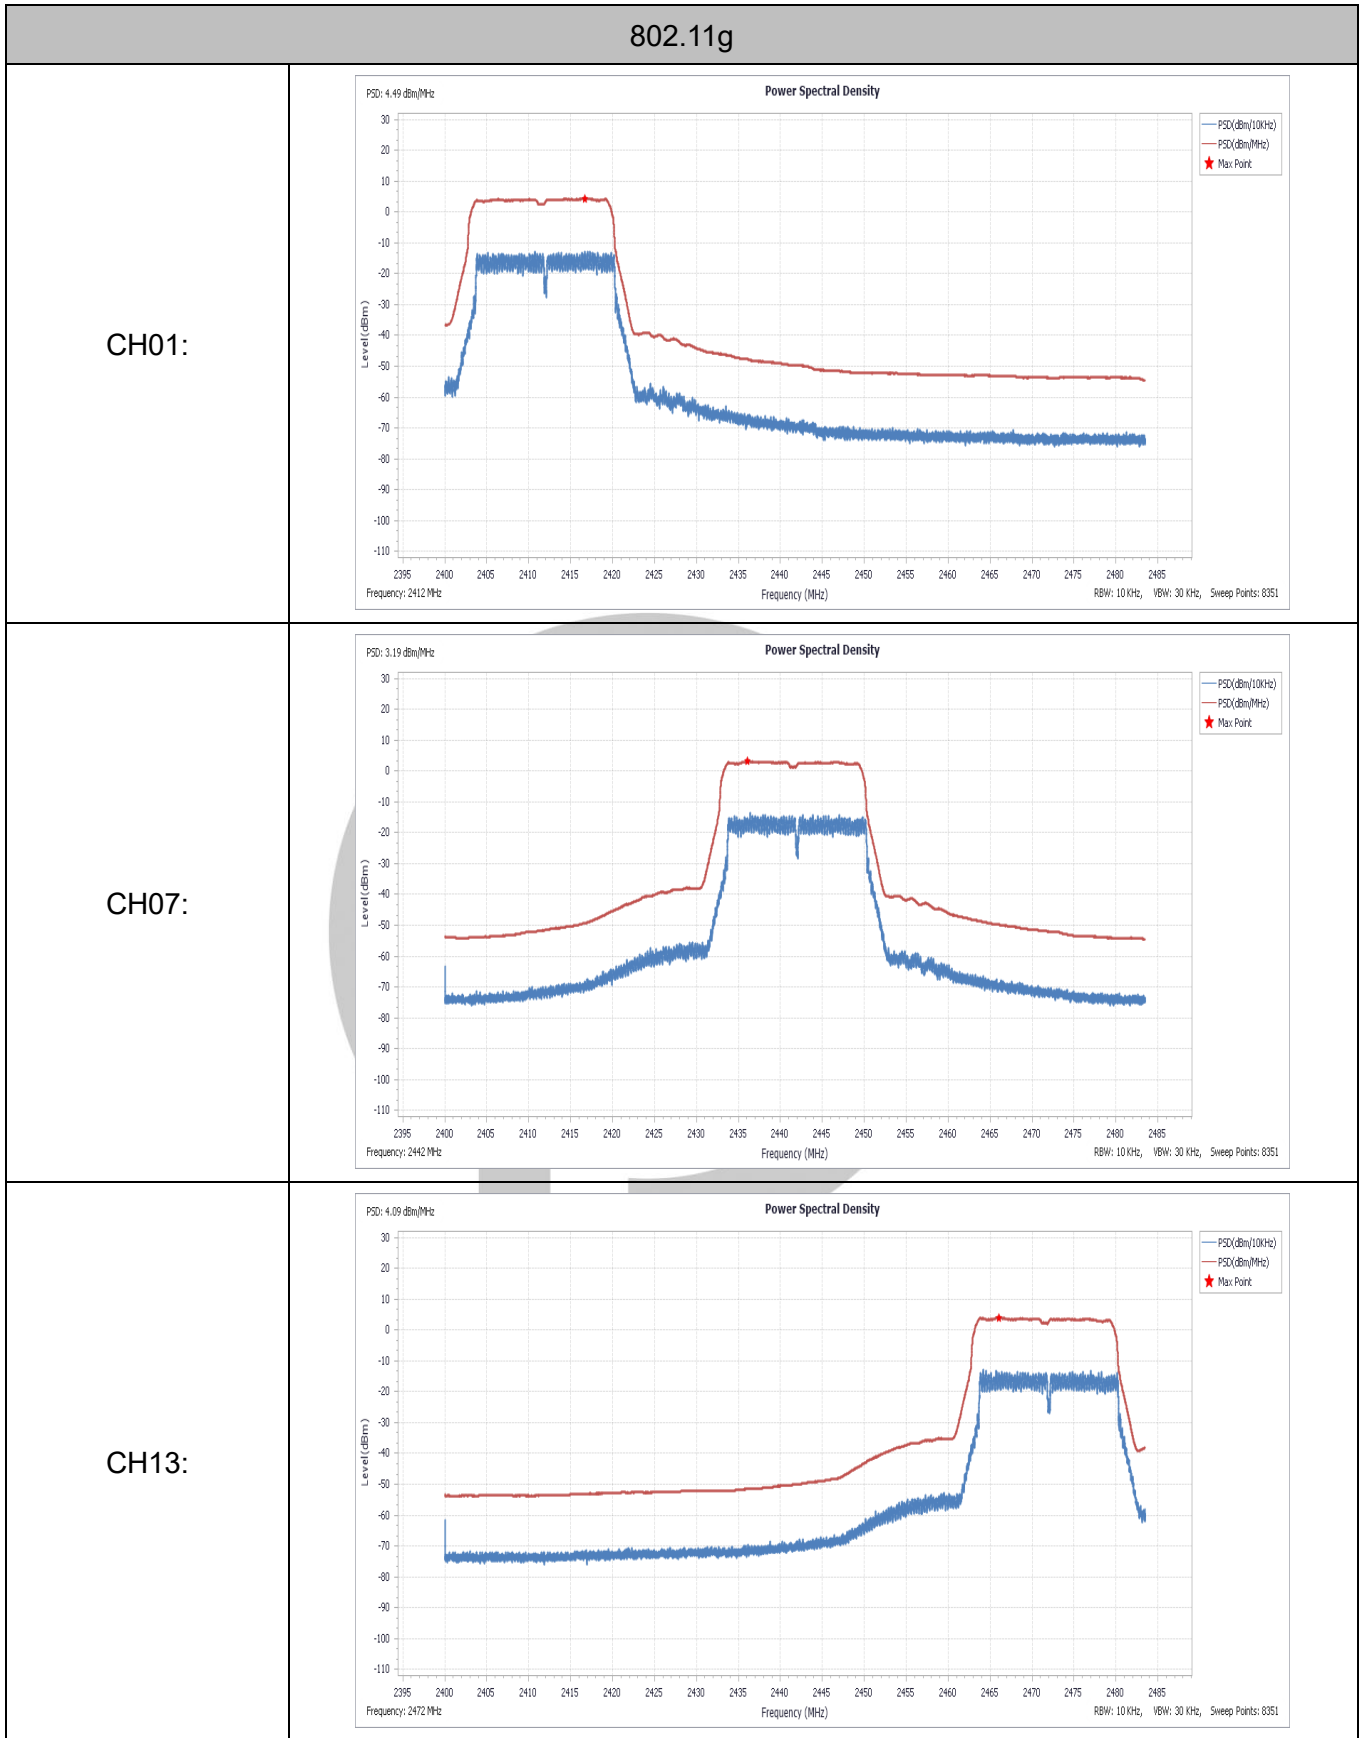 802.11g
CH01:
PSD: 4.49 dBm/MHz
Power Spectral Density
PSD(dBm/10KHz)
PSD(dBm/MHz)
Max Point
Level(dBm)
30
20
10
0
-10
-20
-30
-40
-50
-60
-70
-80
-90
-100
-110
2395 2400 2405 2410 2415 2420 2425 2430 2435 2440 2445 2450 2455 2460 2465 2470 2475 2480 2485
Frequency: 2412 MHz
Frequency (MHz)
RBW: 10 KHz, VBW: 30 KHz, Sweep Points: 8351
CH07:
PSD: 3.19 dBm/MHz
Power Spectral Density
PSD(dBm/10KHz)
PSD(dBm/MHz)
Max Point
Level(dBm)
30
20
10
0
-10
-20
-30
-40
-50
-60
-70
-80
-90
-100
-110
2395 2400 2405 2410 2415 2420 2425 2430 2435 2440 2445 2450 2455 2460 2465 2470 2475 2480 2485
Frequency: 2442 MHz
Frequency (MHz)
RBW: 10 KHz, VBW: 30 KHz, Sweep Points: 8351
CH13:
PSD: 4.09 dBm/MHz
Power Spectral Density
PSD(dBm/10KHz)
PSD(dBm/MHz)
Max Point
Level(dBm)
30
20
10
0
-10
-20
-30
-40
-50
-60
-70
-80
-90
-100
-110
2395 2400 2405 2410 2415 2420 2425 2430 2435 2440 2445 2450 2455 2460 2465 2470 2475 2480 2485
Frequency: 2472 MHz
Frequency (MHz)
RBW: 10 KHz, VBW: 30 KHz, Sweep Points: 8351